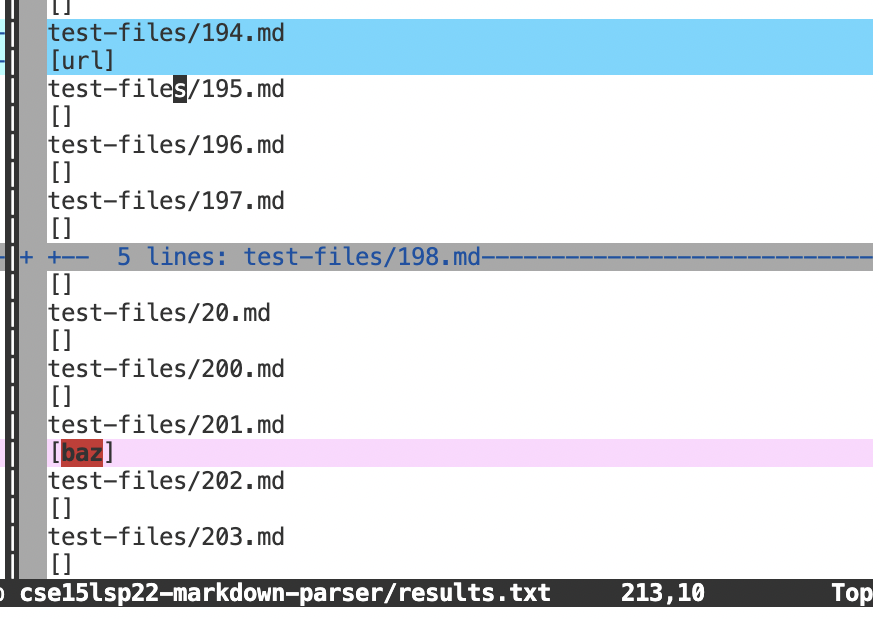 []
test-files/194.md
[url]
test-files/195.md
[]
test-files/196.md
[]
test-files/197.md
[]
+ +-- 5 lines: test-files/198.md----------------------------
[]
test-files/20.md
[]
test-files/200.md
[]
test-files/201.md
[baz]
test-files/202.md
[]
test-files/203.md
[]
cse15lsp22-markdown-parser/results.txt 213,10 Top